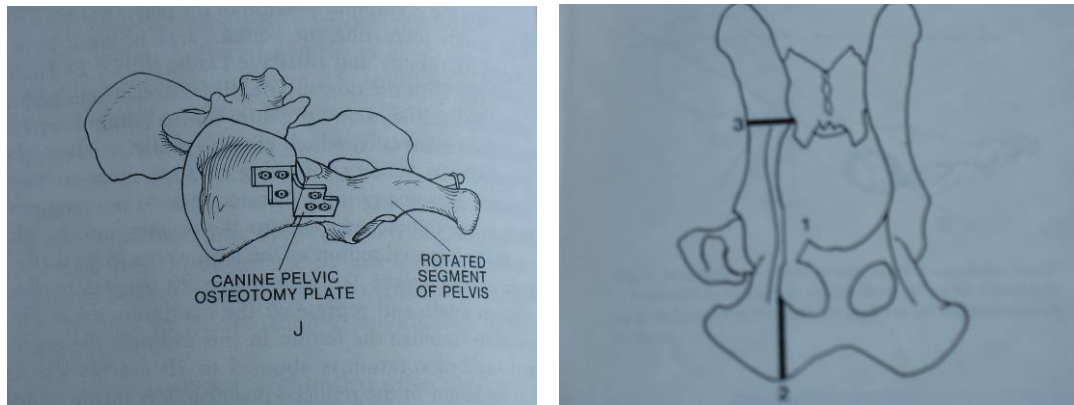 CANINE PELVIC
OSTEOTOMY PLATE
ROTATED
SEGMENT
OF PELVIS
J
3
1
2